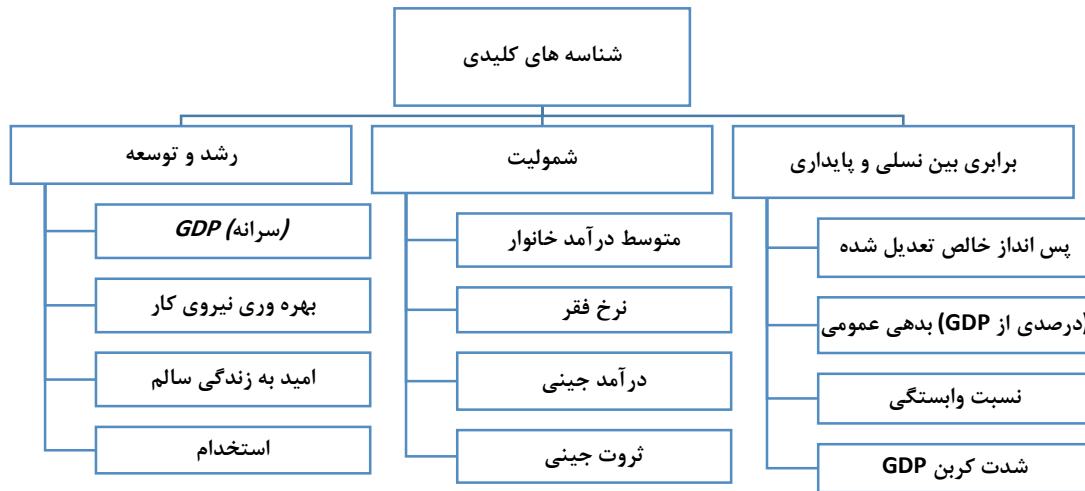 شناسه های کلیدی
برابری بین نسلی و پایداری
پس انداز خالص تعدیل شده
بدهی عمومی (درصدی از GDP)
نسبت وابستگی
شدت کربن GDP
شمولیت
متوسط درآمد خانوار
نرخ فقر
درآمد جینی
ثروت جینی
رشد و توسعه
GDP (سرانه)
بهره وری نیروی کار
امید به زندگی سالم
استخدام